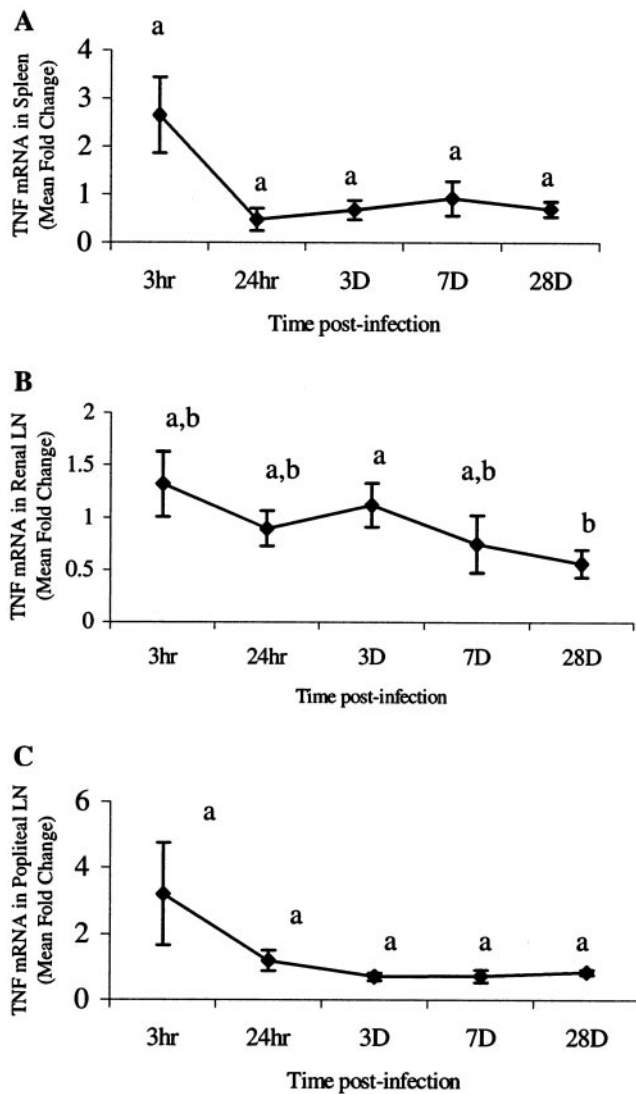 A
a
TNF mRNA in Spleen
(Mean Fold Change)
4
3
2
1
0
a
a
a
a
3hr 24hr 3D 7D 28D
Time post-infection
B
TNF mRNA in Renal LN
(Mean Fold Change)
2
1.5
1
0.5
0
a,b
a,b
a
a,b
b
3hr 24hr 3D 7D 28D
Time post-infection
C
TNF mRNA in Popliteal LN
(Mean Fold Change)
6
4
2
0
a
a
a
a
a
3hr 24hr 3D 7D 28D
Time post-infection